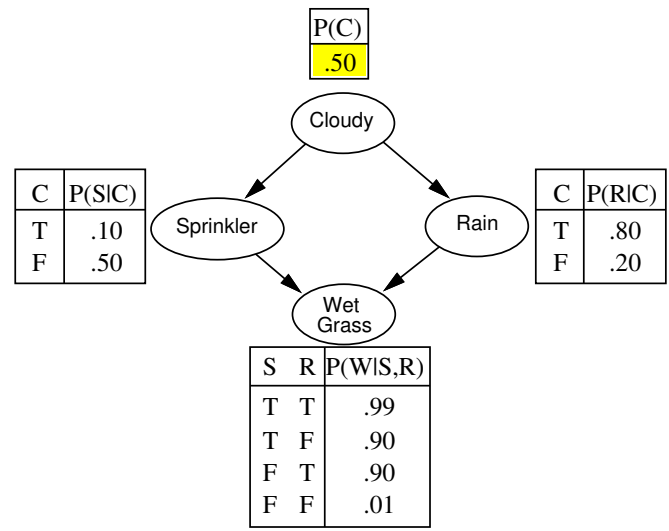 P(C)
.50
Cloudy
C P(S|C)
T .10
F .50
Sprinkler
Rain
C P(R|C)
T .80
F .20
Wet
Grass
S R P(W|S,R)
T T .99
T F .90
F T .90
F F .01